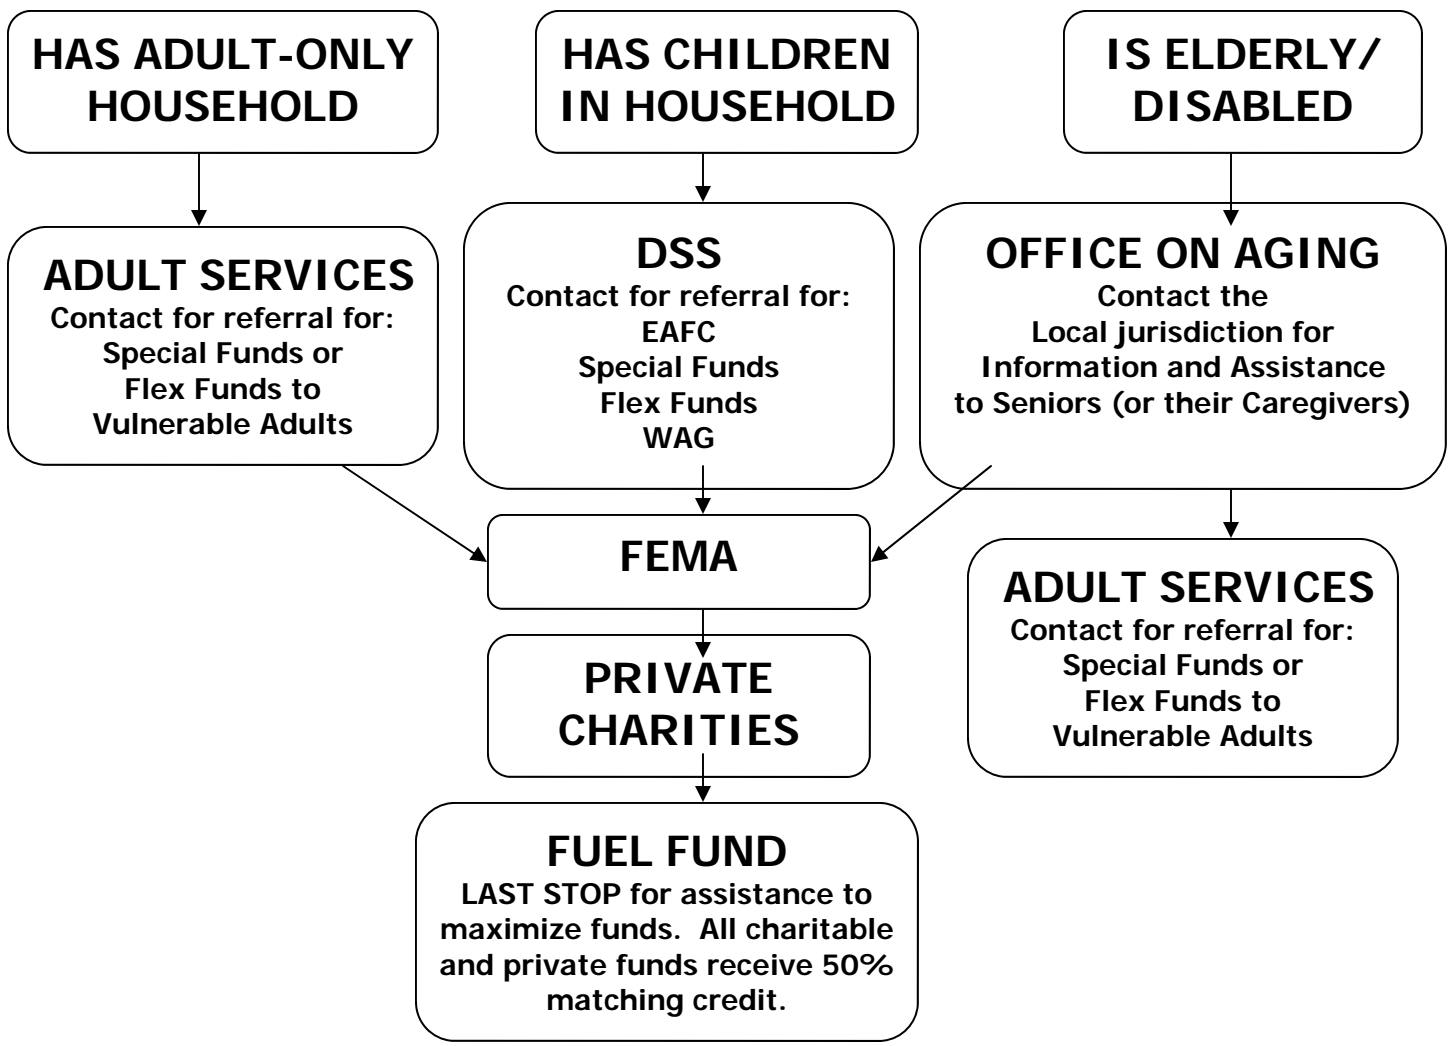 HAS ADULT-ONLY
HOUSEHOLD
HAS CHILDREN
IN HOUSEHOLD
IS ELDERLY/
DISABLED
ADULT SERVICES
Contact for referral for:
Special Funds or
Flex Funds to
Vulnerable Adults
DSS
Contact for referral for:
EAFC
Special Funds
Flex Funds
WAG
OFFICE ON AGING
Contact the
Local jurisdiction for
Information and Assistance
to Seniors (or their Caregivers)
FEMA
ADULT SERVICES
Contact for referral for:
Special Funds or
Flex Funds to
Vulnerable Adults
PRIVATE
CHARITIES
FUEL FUND
LAST STOP for assistance to
maximize funds.  All charitable
and private funds receive 50%
matching credit.